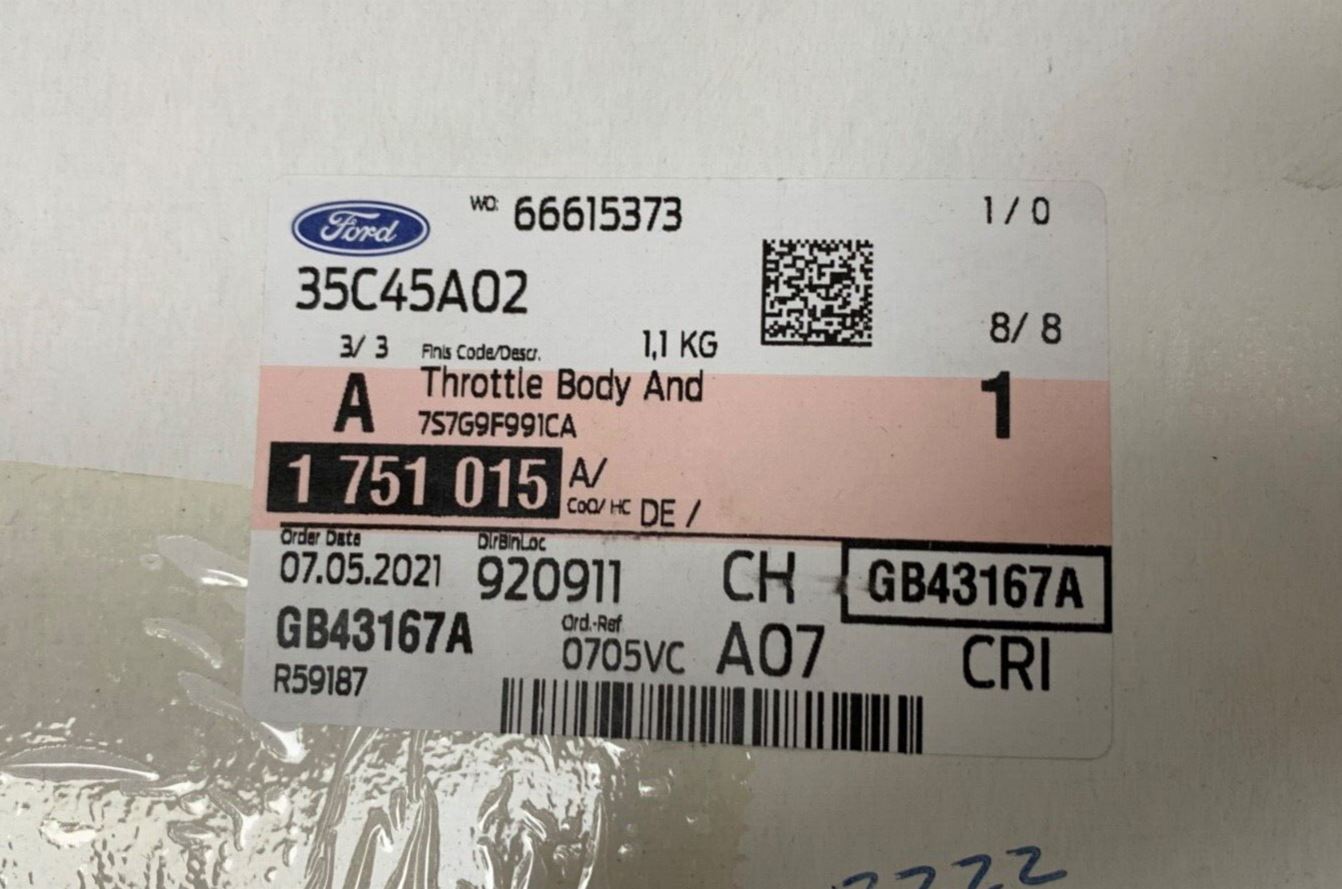 Ford
WO: 66615373
1 / 0
35C45A02
8/ 8
3/ 3 Finis Code/Descr. 1,1 KG
A Throttle Body And 1
7S7G9F991CA
1 751 015 A/
CoO/ HC DE /
Order Date DlrBinLoc
07.05.2021 920911 CH GB43167A
GB43167A Ord.-Ref
0705VC A07 CRI
R59187